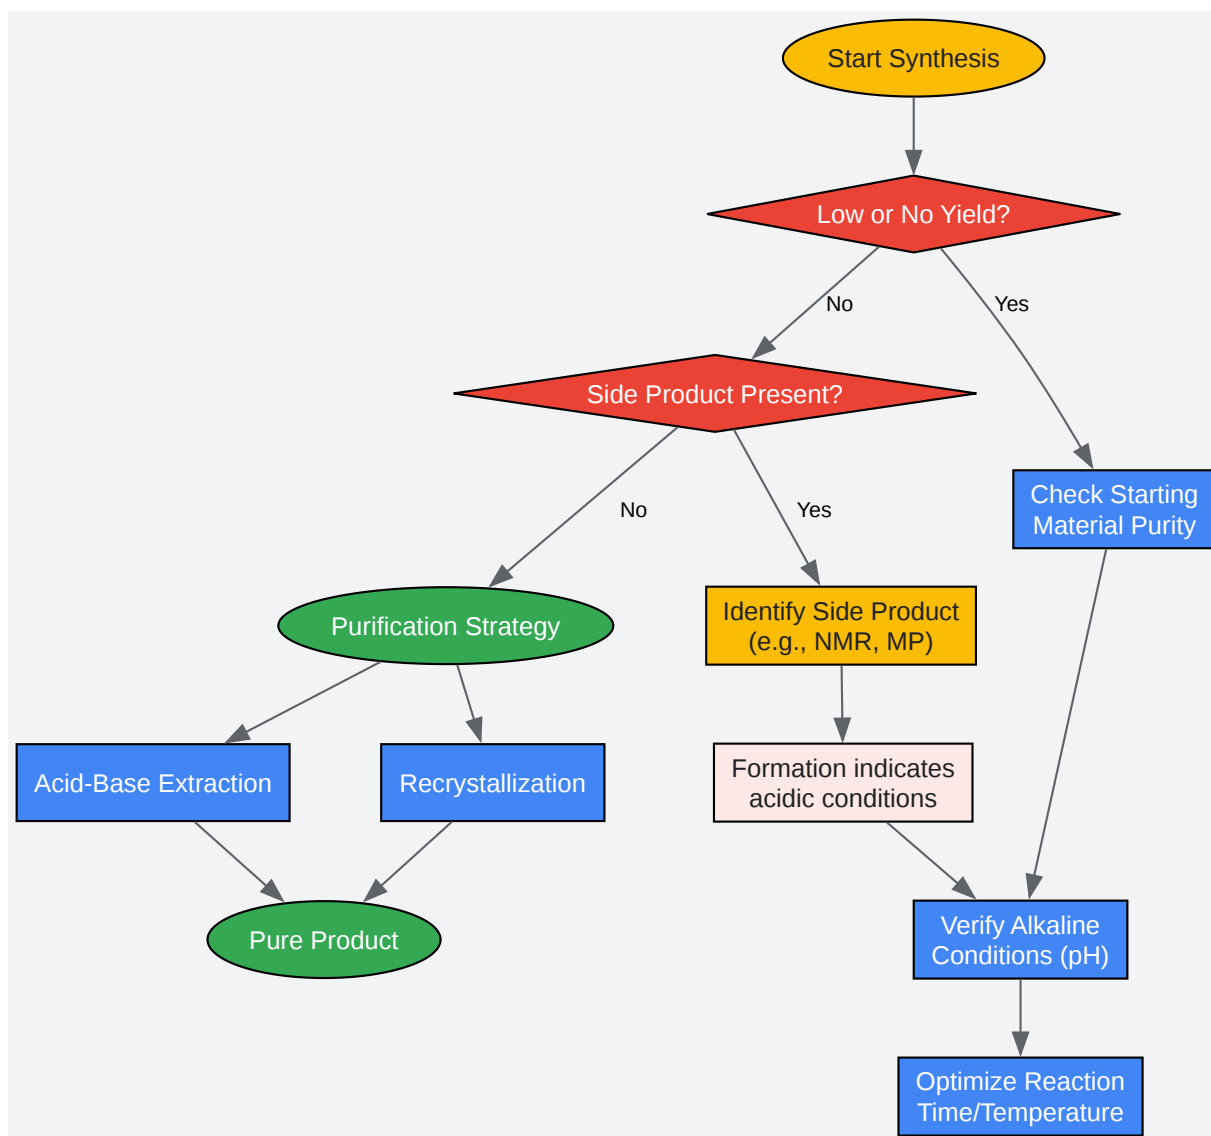 Start Synthesis
Low or No Yield?
No
Yes
Side Product Present?
Check Starting
Material Purity
No
Yes
Purification Strategy
Identify Side Product
(e.g., NMR, MP)
Acid-Base Extraction
Recrystallization
Formation indicates
acidic conditions
Pure Product
Verify Alkaline
Conditions (pH)
Optimize Reaction
Time/Temperature